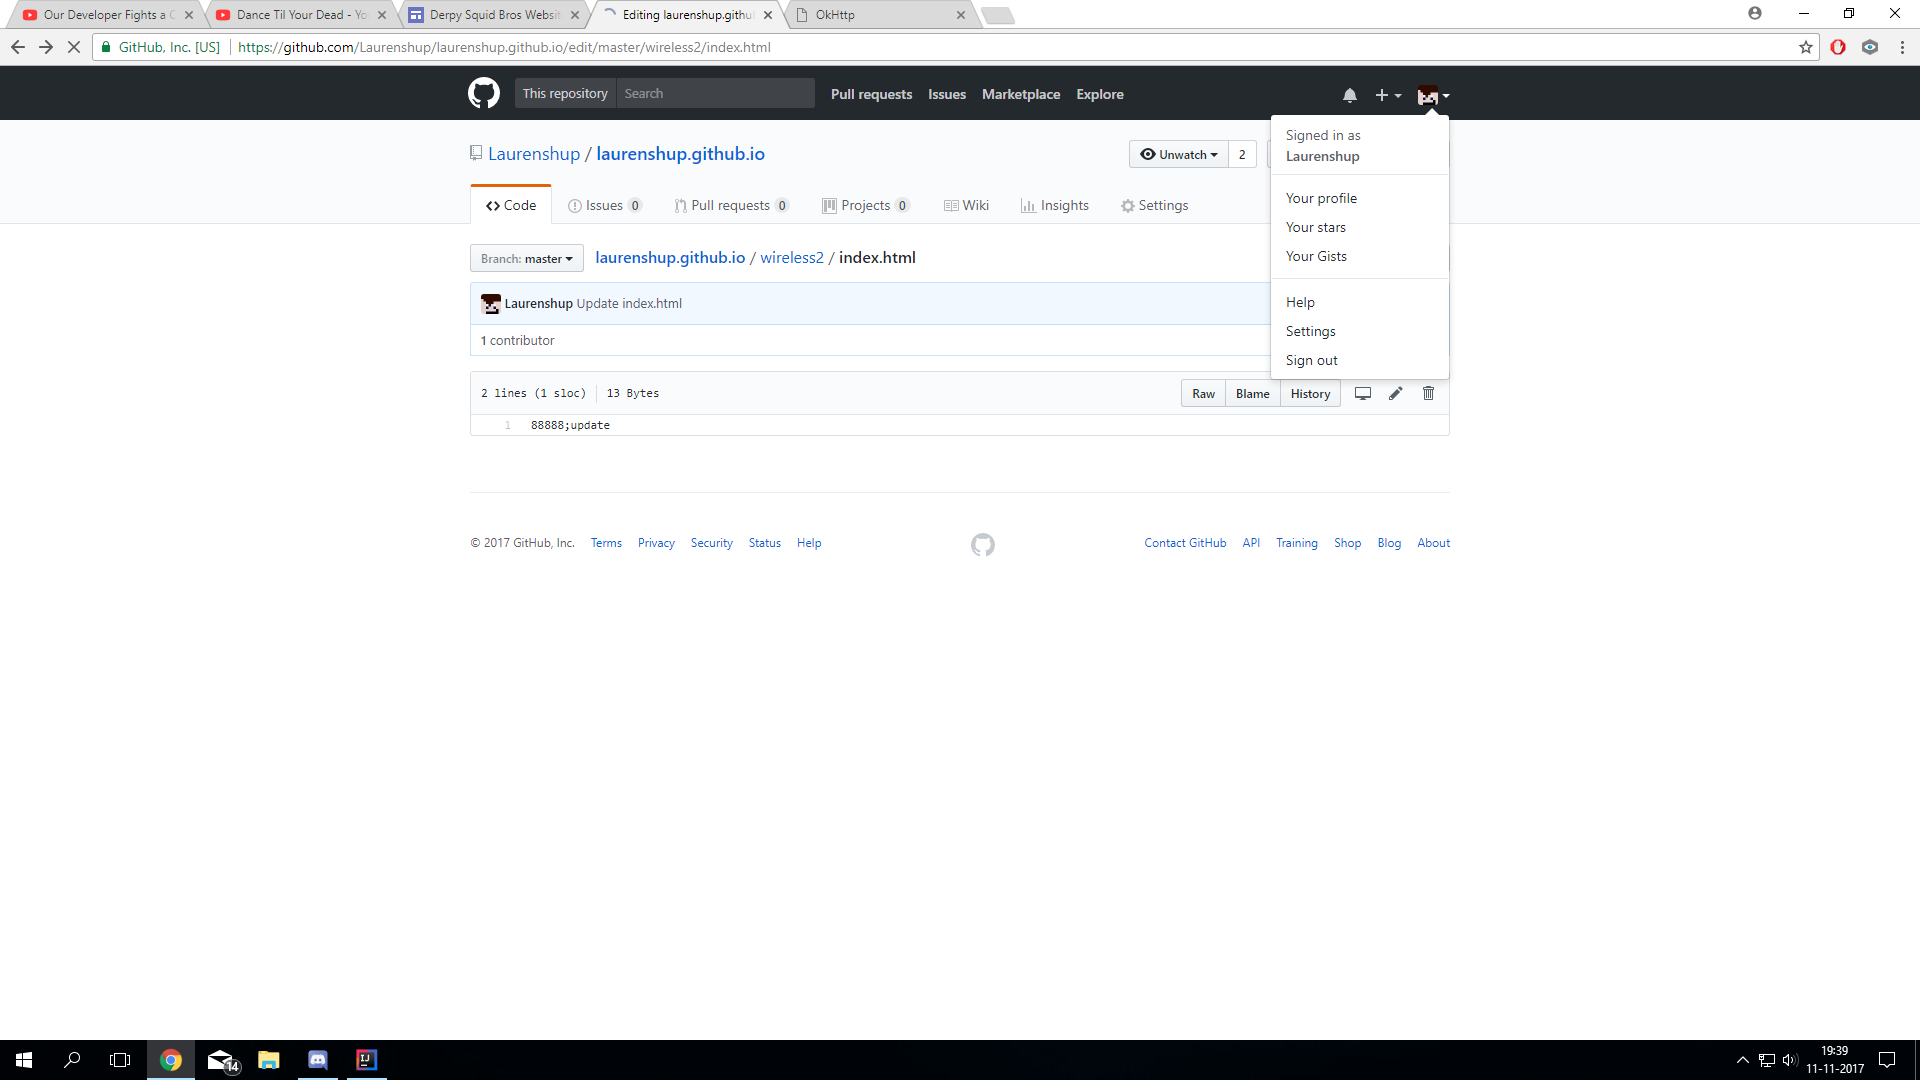 Our Developer Fights a C
Dance Til Your Dead - Yo
Derpy Squid Bros Websit
Editing laurenshup.githu
OkHttp
GitHub, Inc. [US]
https://github.com/Laurenshup/laurenshup.github.io/edit/master/wireless2/index.html
This repository
Search
Pull requests
Issues
Marketplace
Explore
Signed in as
Laurenshup
Your profile
Your stars
Your Gists
Help
Settings
Sign out
Laurenshup / laurenshup.github.io
Unwatch
2
Code
Issues 0
Pull requests 0
Projects 0
Wiki
Insights
Settings
Branch: master
laurenshup.github.io / wireless2 / index.html
Laurenshup Update index.html
1 contributor
2 lines (1 sloc)
13 Bytes
Raw
Blame
History
1 88888;update
© 2017 GitHub, Inc.
Terms
Privacy
Security
Status
Help
Contact GitHub
API
Training
Shop
Blog
About
14
IJ
19:39
11-11-2017